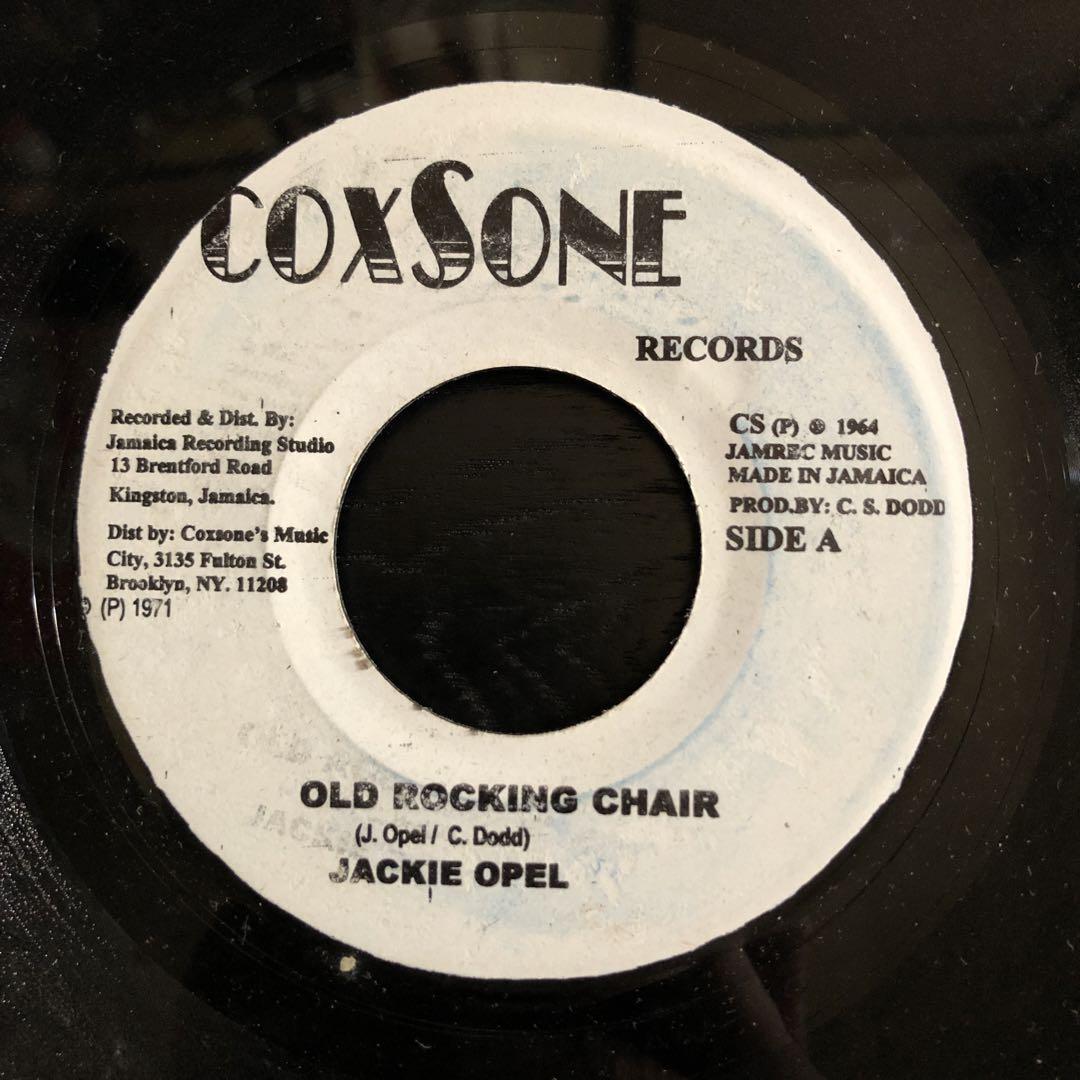 COXSONE
RECORDS
Recorded & Dist. By:
Jamaica Recording Studio
13 Brentford Road
Kingston, Jamaica.
Dist by: Coxsone's Music
City, 3135 Fulton St.
Brooklyn, NY. 11208
℗ (P) 1971
CS (P) ® 1964
JAMREC MUSIC
MADE IN JAMAICA
PROD.BY: C. S. DODD
SIDE A
OLD ROCKING CHAIR
(J. Opel / C. Dodd)
JACKIE OPEL